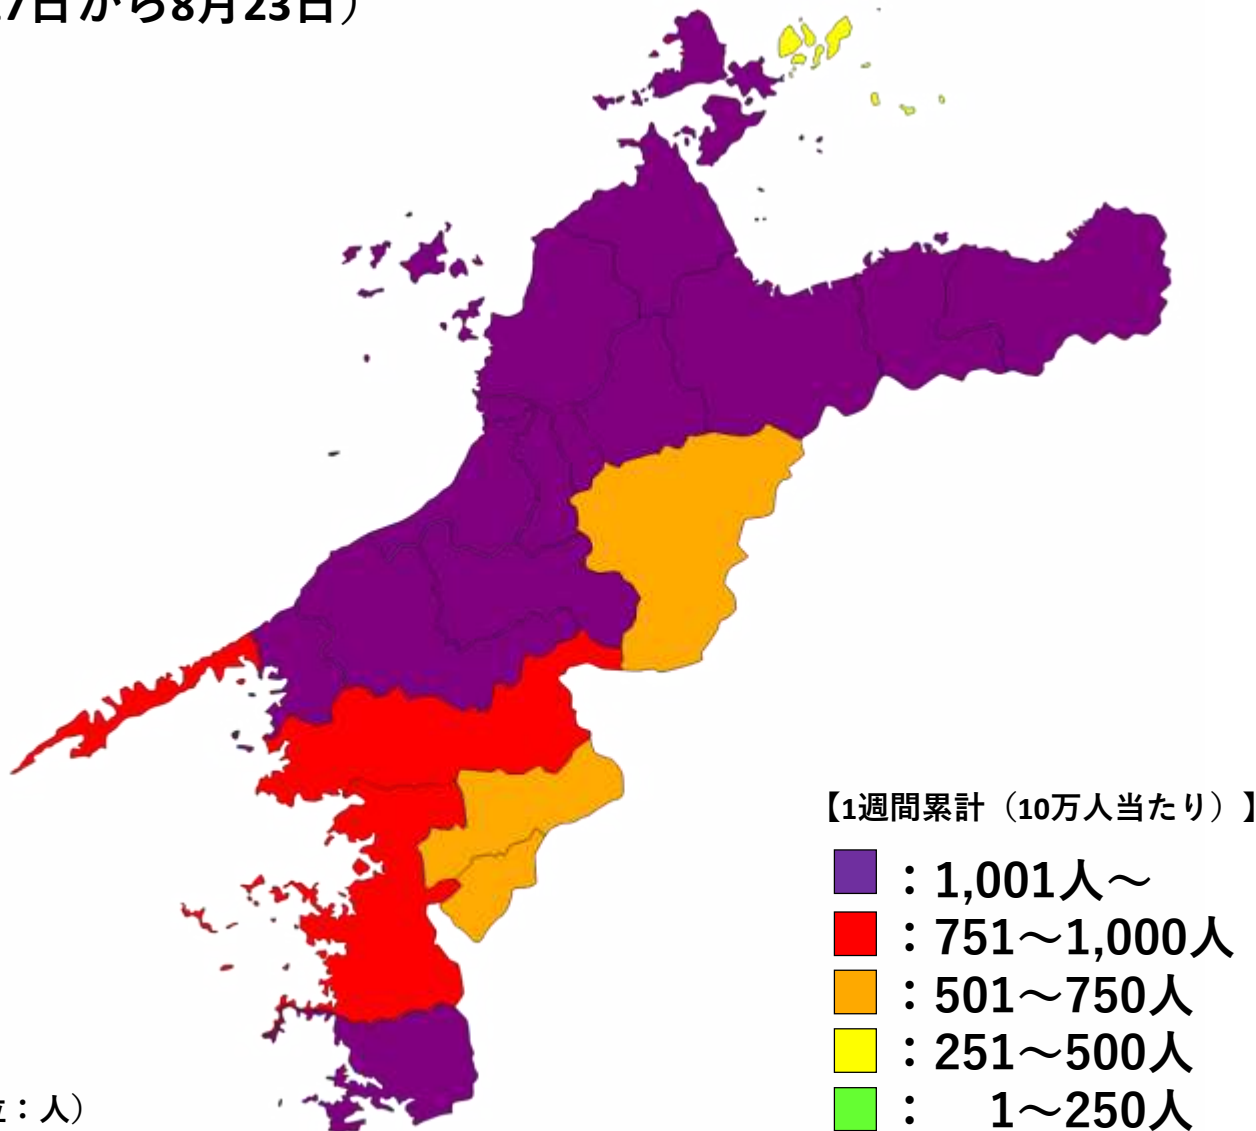 7日から8月23日）
【1週間累計（10万人当たり）】
：1,001人～
：751～1,000人
：501～750人
：251～500人
：　1～250人
：人）